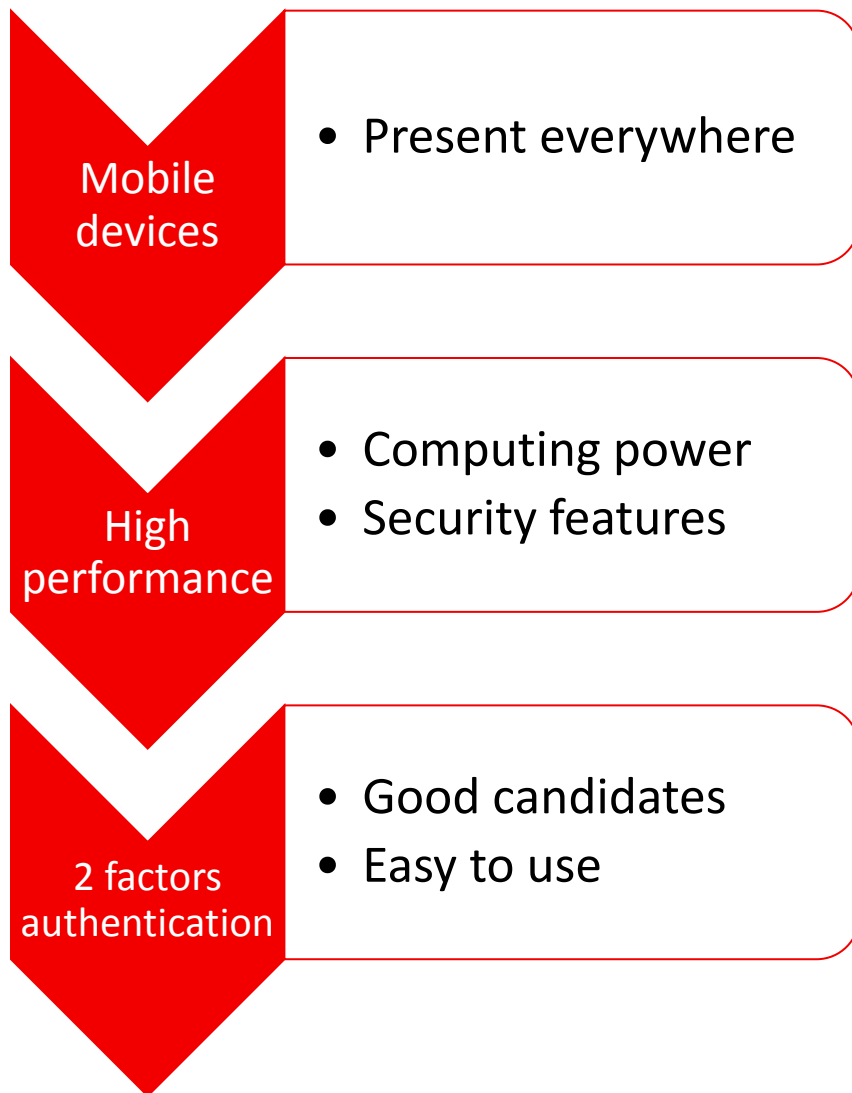 Mobile
devices
• Present everywhere
High
performance
• Computing power
• Security features
2 factors
authentication
• Good candidates
• Easy to use